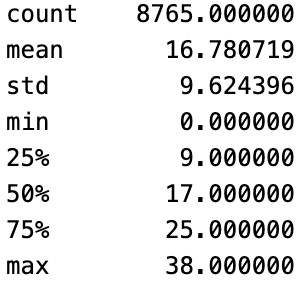 count 8765.000000
mean 16.780719
std 9.624396
min 0.000000
25% 9.000000
50% 17.000000
75% 25.000000
max 38.000000